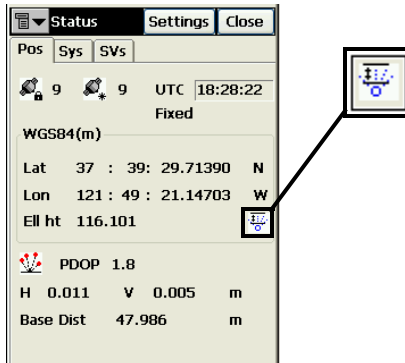 Status Settings Close
Pos Sys SVs
9 9 UTC 18:28:22
Fixed
WGS84(m)
Lat 37 : 39: 29.71390 N
Lon 121 : 49 : 21.14703 W
Ell ht 116.101
PDOP 1.8
H 0.011 V 0.005 m
Base Dist 47.986 m